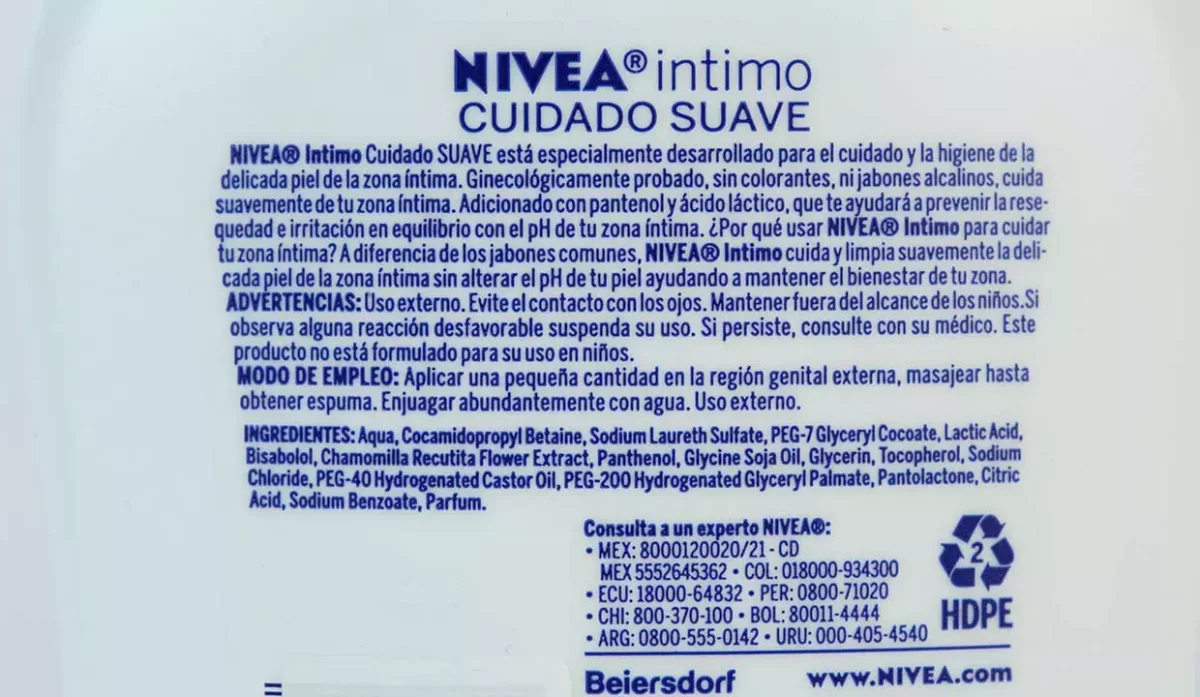 NIVEA® intimo
CUIDADO SUAVE
NIVEA® Intimo Cuidado SUAVE está especialmente desarrollado para el cuidado y la higiene de la
delicada piel de la zona íntima. Ginecológicamente probado, sin colorantes, ni jabones alcalinos, cuida
suavemente de tu zona íntima. Adicionado con pantenol y ácido láctico, que te ayudará a prevenir la rese-
quedad e irritación en equilibrio con el pH de tu zona íntima. ¿Por qué usar NIVEA® Intimo para cuidar
tu zona íntima? A diferencia de los jabones comunes, NIVEA® Intimo cuida y limpia suavemente la deli-
cada piel de la zona íntima sin alterar el pH de tu piel ayudando a mantener el bienestar de tu zona.
ADVERTENCIAS: Uso externo. Evite el contacto con los ojos. Mantener fuera del alcance de los niños.Si
observa alguna reacción desfavorable suspenda su uso. Si persiste, consulte con su médico. Este
producto no está formulado para su uso en niños.
MODO DE EMPLEO: Aplicar una pequeña cantidad en la región genital externa, masajear hasta
obtener espuma. Enjuagar abundantemente con agua. Uso externo.
INGREDIENTES: Aqua, Cocamidopropyl Betaine, Sodium Laureth Sulfate, PEG-7 Glyceryl Cocoate, Lactic Acid,
Bisabolol, Chamomilla Recutita Flower Extract, Panthenol, Glycine Soja Oil, Glycerin, Tocopherol, Sodium
Chloride, PEG-40 Hydrogenated Castor Oil, PEG-200 Hydrogenated Glyceryl Palmate, Pantolactone, Citric
Acid, Sodium Benzoate, Parfum.
Consulta a un experto NIVEA®:
• MEX: 8000120020/21 - CD
MEX 5552645362 • COL: 018000-934300
• ECU: 18000-64832 • PER: 0800-71020
• CHI: 800-370-100 • BOL: 80011-4444
• ARG: 0800-555-0142 • URU: 000-405-4540
2
HDPE
Beiersdorf
www.NIVEA.com